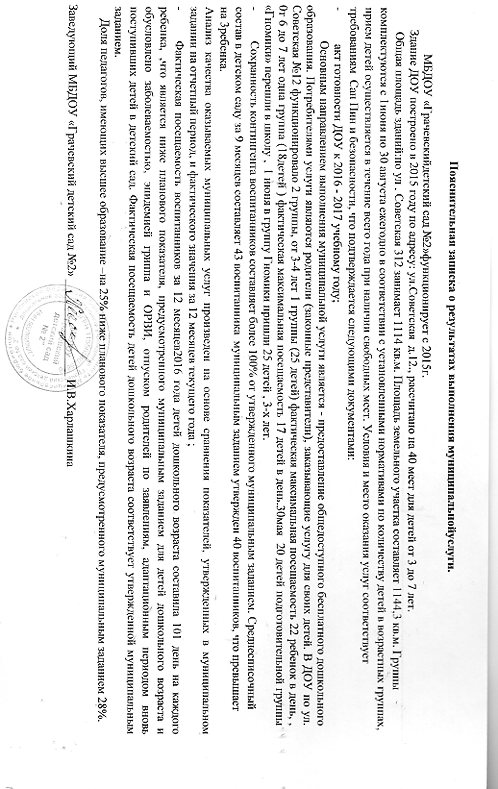 Пояснительная записка о результатах выполнения муниципальнойуслуги.
МБДОУ «Грачевскийдетский сад №2»функционирует с 2015г.
Здание ДОУ построено в 2015 году по адресу: ул.Советская д.12., рассчитано на 40 мест для детей от 3 до 7 лет.
Общая площадь зданий:по ул . Советская 312 занимает 1114 кв.м. Площадь земельного участка составляет 1144,3 кв.м. Группы -
комплектуются с 1июня по 30 августа ежегодно в соответствии с установленными нормативами по количеству детей в возрастных группах,
прием детей осуществляется в течение всего года при наличии свободных мест. Условия и место оказания услуг соответствует
требованиям Сан Пин и безопасности, что подтверждается следующими документами:
- акт готовности ДОУ к 2016 - 2017 учебному году;
Основным направлением выполнения муниципальной услуги является - предоставление общедоступного бесплатного дошкольного
образования. Потребителями услуги являются родители (законные представители), заказывающие услугу для своих детей. В ДОУ по ул.
Советская №12 функционировало 2 группы, от 3-4 лет 1 группы (25 детей) фактическая максимальная посещаемость 22 ребенок в день, ,
0т 6 до 7 лет одна группа (18детей ) фактическая максимальная посещаемость 17 детей в день.30мая 20 детей подготовительной группы
«Гномики» перешли в школу , 1 июня в группу Гномики пришли 25 детей , 3-х лет.
- Сохранность контингента воспитанников составляет более 100% от утвержденного муниципальным заданием. Среднесписочный
состав в детском саду за 9 месяцев составляет 43 воспитанника муниципальным заданием утвержден 40 воспитанников, что превышает
на 3ребенка.
Анализ качества оказываемых муниципальных услуг произведен на основе сравнения показателей, утвержденных в муниципальном
задании на отчетный период, и фактического значения за 12 месяцев текущего года ;
- Фактическая посещаемость воспитанников за 12 месяцев2016 года детей дошкольного возраста составила 101 день на каждого
ребенка, ,что является ниже планового показателя, предусмотренного муниципальным заданием для детей дошкольного возраста и
обусловлено заболеваемостью, эпидемией гриппа и ОРВИ, отпуском родителей по заявлениям, адаптационным периодом вновь
поступивших детей в детский сад. Фактическая посещаемость детей дошкольного возраста соответствует утвержденной муниципальным
заданием.
Доля педагогов, имеющих высшее образование –на 25% ниже планового показателя, предусмотренного муниципальным заданием 28%.
Заведующий МБДОУ «Грачевский детский сад №2» И.В.Харлашкина